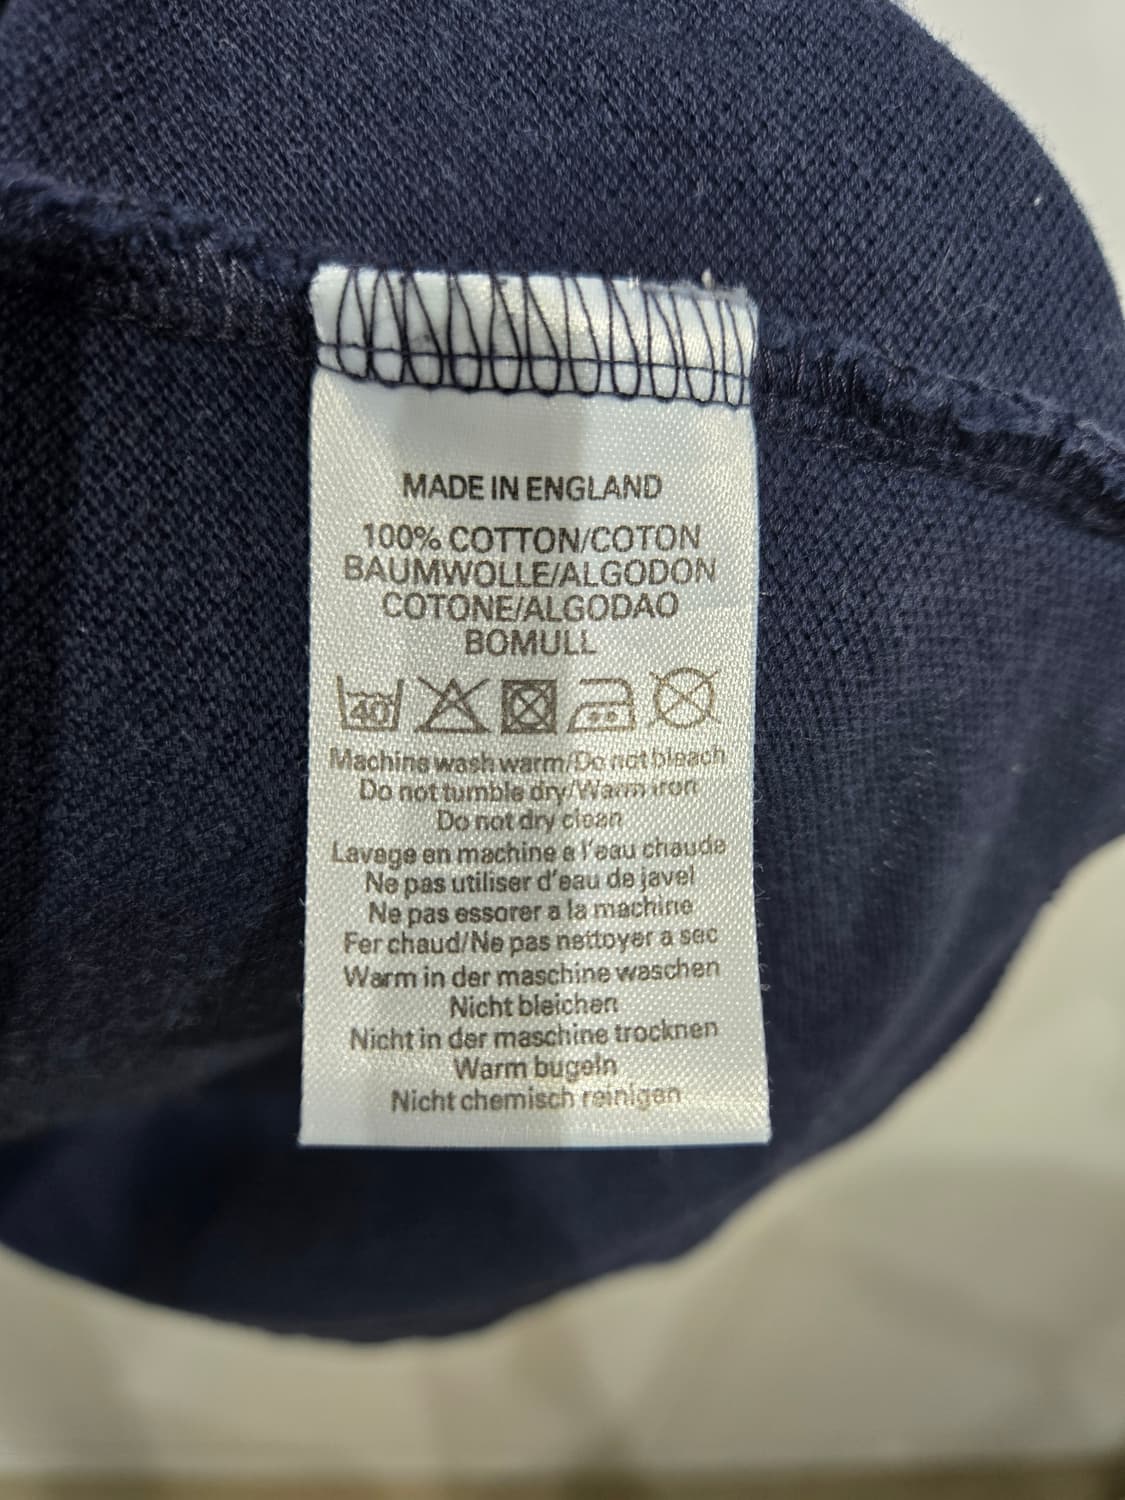 MADE IN ENGLAND
100% COTTON/COTON
BAUMWOLLE/ALGODON
COTONE/ALGODAO
BOMULL
40
Machine wash warm/Do not bleach
Do not tumble dry/Warm iron
Do not dry clean
Lavage en machine a l'eau chaude
Ne pas utiliser d'eau de javel
Ne pas essorer a la machine
Fer chaud/Ne pas nettoyer a sec
Warm in der maschine waschen
Nicht bleichen
Nicht in der maschine trocknen
Warm bugeln
Nicht chemisch reinigen